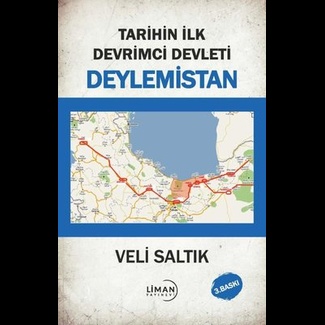 TARİHİN İLK
DEVRİMCİ DEVLETİ
DEYLEMİSTAN
VELİ SALTIK
LİMAN
YAYINEVİ
3.BASKI